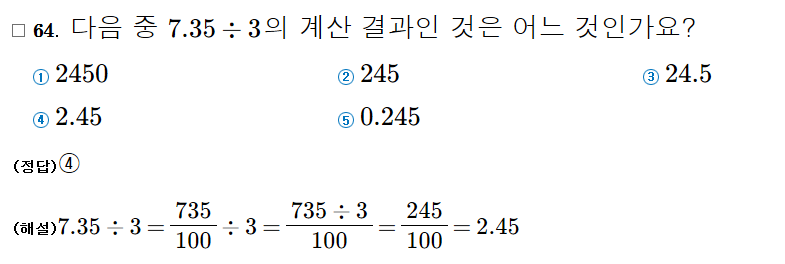 □ 64. 다음 중 7.35 ÷ 3의 계산 결과인 것은 어느 것인가요?
① 2450 ② 245 ③ 24.5
④ 2.45 ⑤ 0.245
(정답)④
(해설)7.35 ÷ 3 = 735/100 ÷ 3 = (735 ÷ 3)/100 = 245/100 = 2.45